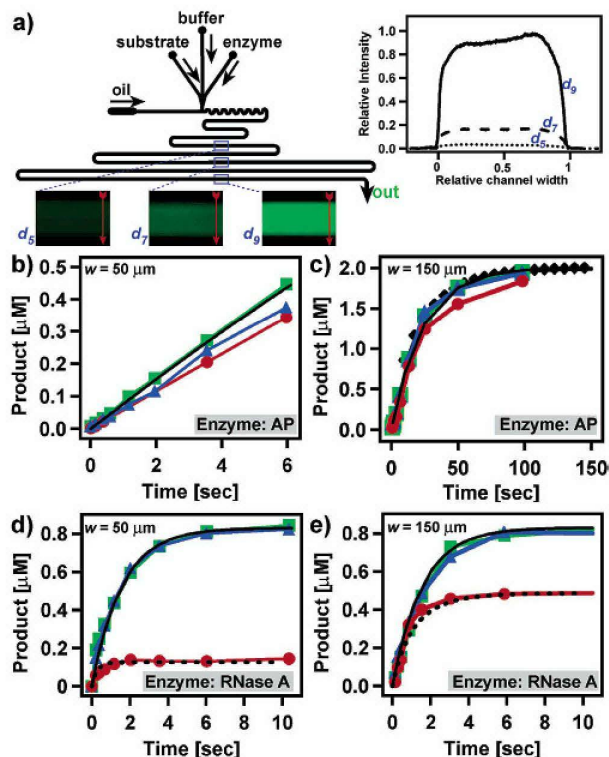 a)
buffer
substrate enzyme
oil
out
d5 d7 d9
Relative Intensity
1.0
0.8
0.6
0.4
0.2
0.0
d9
d7
d5
0 1
Relative channel width
b)
w = 50 μm
Product [μM]
0.5
0.4
0.3
0.2
0.1
0.0
Enzyme: AP
0 2 4 6
Time [sec]
c)
w = 150 μm
Product [μM]
2.0
1.5
1.0
0.5
0.0
Enzyme: AP
0 50 100 150
Time [sec]
d)
w = 50 μm
Product [μM]
0.8
0.6
0.4
0.2
0
Enzyme: RNase A
0 2 4 6 8 10
Time [sec]
e)
w = 150 μm
Product [μM]
0.8
0.6
0.4
0.2
0
Enzyme: RNase A
0 2 4 6 8 10
Time [sec]